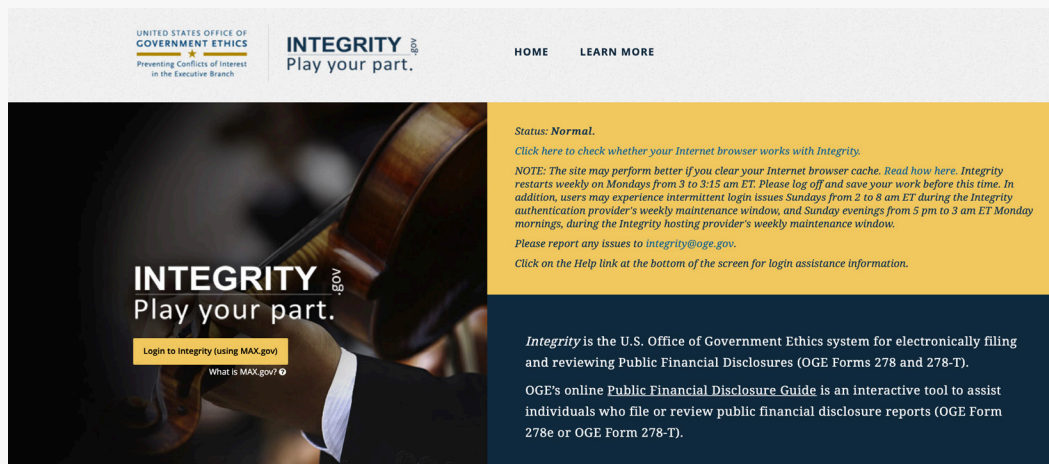 UNITED STATES OFFICE OF
GOVERNMENT ETHICS
Preventing Conflicts of Interest
in the Executive Branch
INTEGRITY .gov
Play your part.
HOME LEARN MORE
Status: Normal.
Click here to check whether your Internet browser works with Integrity.
NOTE: The site may perform better if you clear your Internet browser cache. Read how here. Integrity
restarts weekly on Mondays from 3 to 3:15 am ET. Please log off and save your work before this time. In
addition, users may experience intermittent login issues Sundays from 2 to 8 am ET during the Integrity
authentication provider's weekly maintenance window, and Sunday evenings from 5 pm to 3 am ET Monday
mornings, during the Integrity hosting provider's weekly maintenance window.
Please report any issues to integrity@oge.gov.
Click on the Help link at the bottom of the screen for login assistance information.
INTEGRITY .gov
Play your part.
Login to Integrity (using MAX.gov)
What is MAX.gov? ?
Integrity is the U.S. Office of Government Ethics system for electronically filing
and reviewing Public Financial Disclosures (OGE Forms 278 and 278-T).
OGE's online Public Financial Disclosure Guide is an interactive tool to assist
individuals who file or review public financial disclosure reports (OGE Form
278e or OGE Form 278-T).